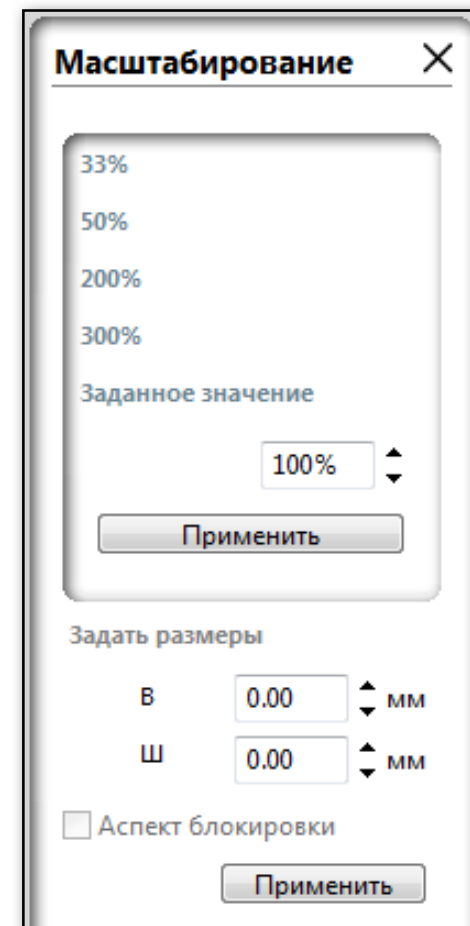 Масштабирование
33%
50%
200%
300%
Заданное значение
100%
Применить
Задать размеры
В 0.00 мм
Ш 0.00 мм
Аспект блокировки
Применить